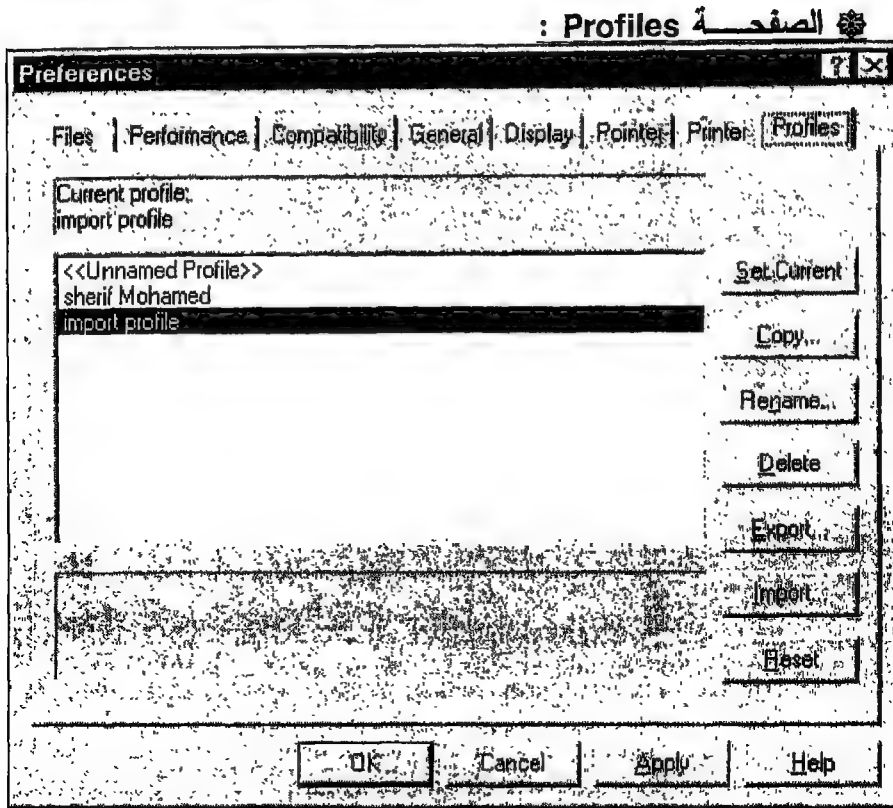 الصفحة Profiles :
Preferences
Files Performance Compatibility General Display Pointer Printer Profiles
Current profile:
import profile
<<Unnamed Profile>>
sherif Mohamed
import profile
Set Current
Copy...
Rename...
Delete
Export...
Import...
Reset
OK Cancel Apply Help